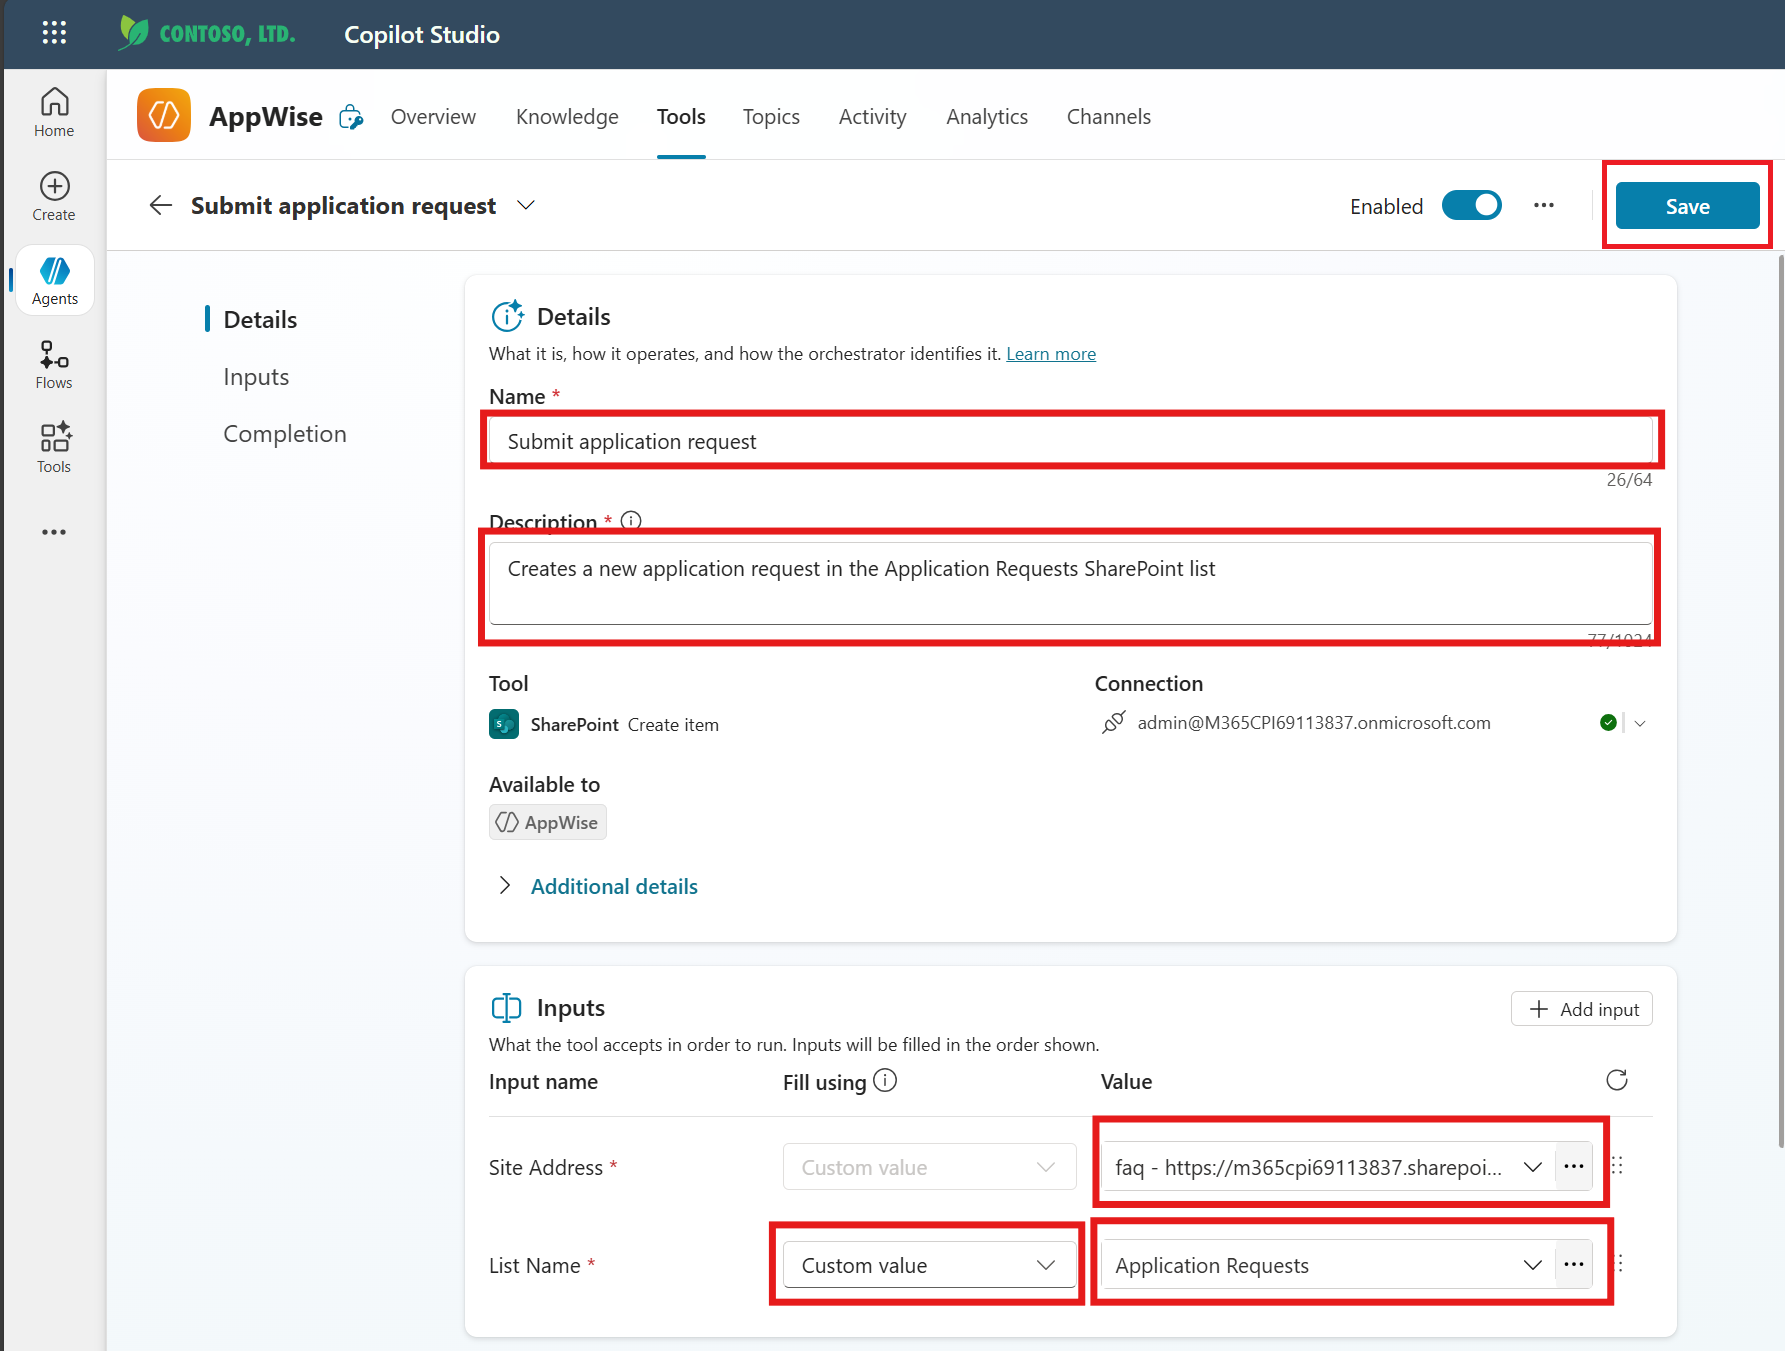 CONTOSO, LTD.
Copilot Studio
Home
Create
Agents
Flows
Tools
AppWise
Overview
Knowledge
Tools
Topics
Activity
Analytics
Channels
Submit application request
Enabled
Save
Details
Inputs
Completion
Details
What it is, how it operates, and how the orchestrator identifies it. Learn more
Name *
Submit application request
26/64
Description *
Creates a new application request in the Application Requests SharePoint list
77/1024
Tool
Connection
SharePoint Create item
admin@M365CPI69113837.onmicrosoft.com
Available to
AppWise
Additional details
Inputs
Add input
What the tool accepts in order to run. Inputs will be filled in the order shown.
Input name
Fill using
Value
Site Address *
Custom value
faq - https://m365cpi69113837.sharepoi...
List Name *
Custom value
Application Requests